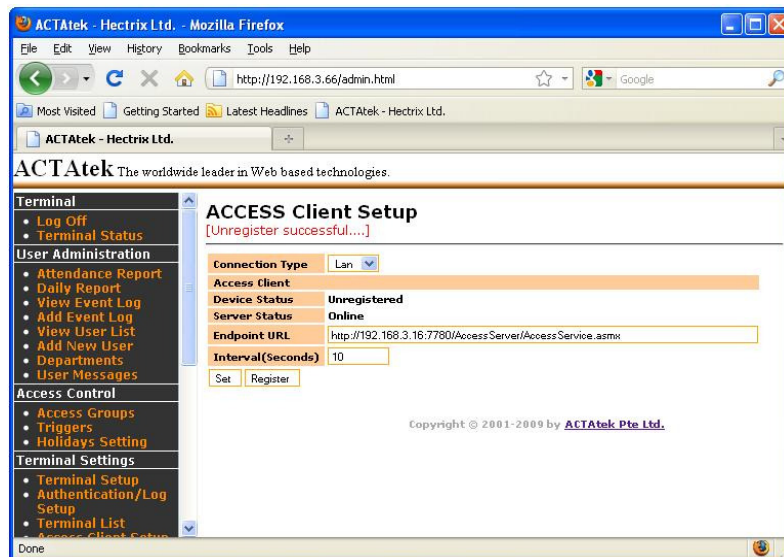 ACTAtek - Hectrix Ltd. - Mozilla Firefox
File Edit View History Bookmarks Tools Help
http://192.168.3.66/admin.html
Google
Most Visited Getting Started Latest Headlines ACTAtek - Hectrix Ltd.
ACTAtek - Hectrix Ltd.
ACTAtek The worldwide leader in Web based technologies.
Terminal
Log Off
Terminal Status
User Administration
Attendance Report
Daily Report
View Event Log
Add Event Log
View User List
Add New User
Departments
User Messages
Access Control
Access Groups
Triggers
Holidays Setting
Terminal Settings
Terminal Setup
Authentication/Log
Setup
Terminal List
Access Client Setup
ACCESS Client Setup
[Unregister successful....]
Connection Type Lan
Access Client
Device Status Unregistered
Server Status Online
Endpoint URL http://192.168.3.16:7780/AccessServer/AccessService.asmx
Interval(Seconds) 10
Set Register
Copyright © 2001-2009 by ACTAtek Pte Ltd.
Done